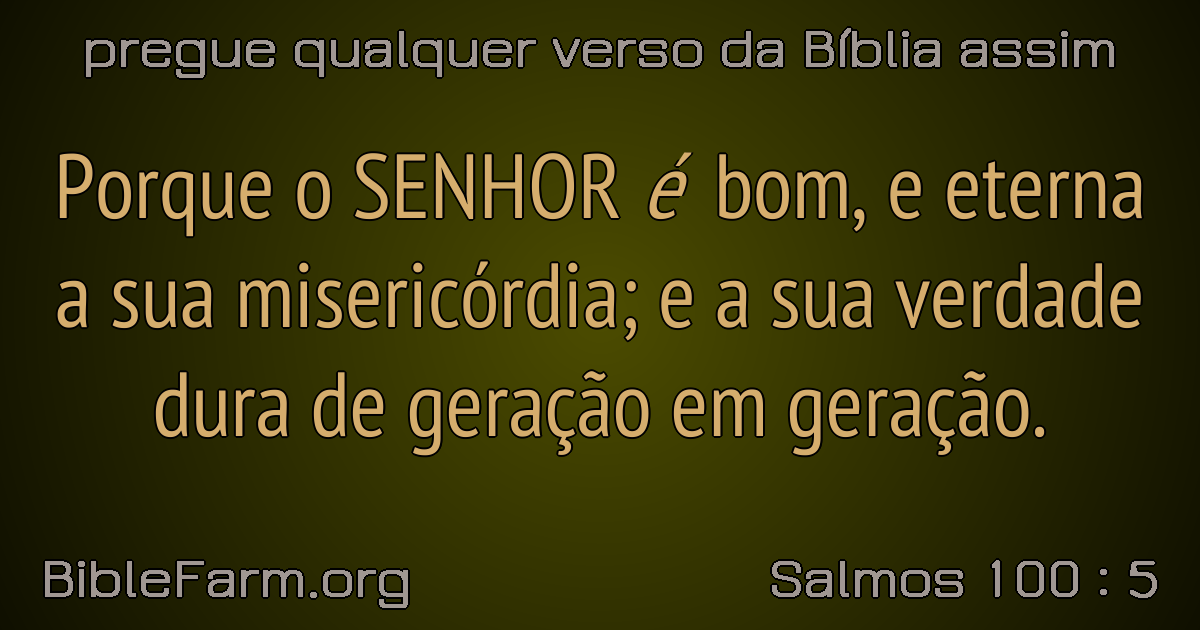 pregue qualquer verso da Bíblia assim
Porque o SENHOR é bom, e eterna
a sua misericórdia; e a sua verdade
dura de geração em geração.
BibleFarm.org
Salmos 100 : 5